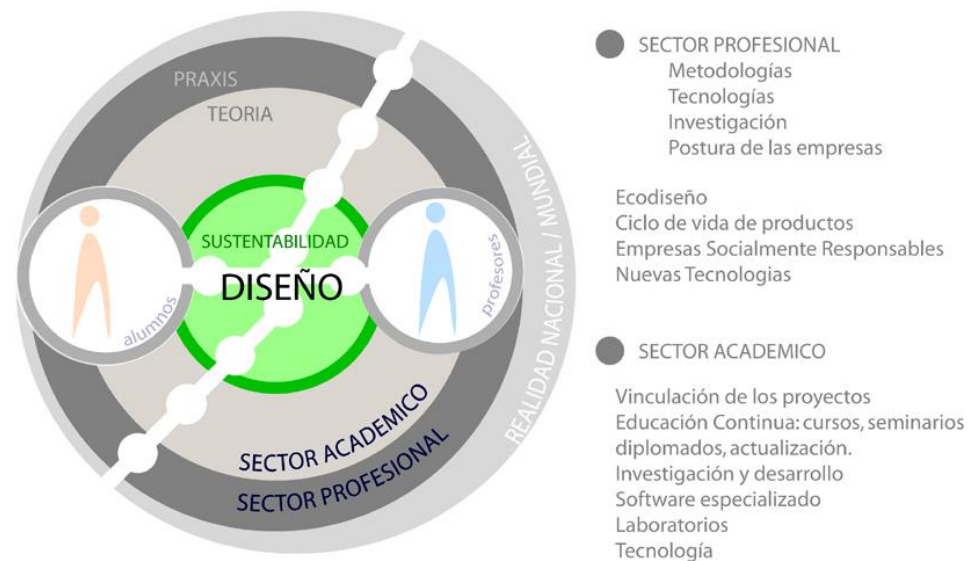 PRAXIS
TEORIA
SUSTENTABILIDAD
DISEÑO
alumnos
profesores
REALIDAD NACIONAL / MUNDIAL
SECTOR ACADEMICO
SECTOR PROFESIONAL
SECTOR PROFESIONAL
Metodologías
Tecnologías
Investigación
Postura de las empresas
Ecodiseño
Ciclo de vida de productos
Empresas Socialmente Responsables
Nuevas Tecnologias
SECTOR ACADEMICO
Vinculación de los proyectos
Educación Continua: cursos, seminarios
diplomados, actualización.
Investigación y desarrollo
Software especializado
Laboratorios
Tecnología